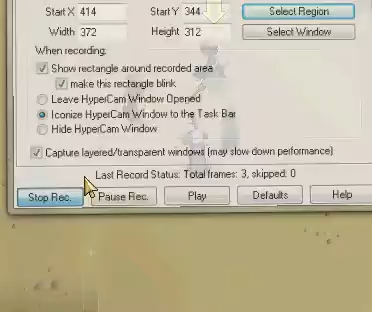 Start X 414 Start Y 344 Select Region
Width 372 Height 312 Select Window
When recording:
Show rectangle around recorded area
make this rectangle blink
Leave HyperCam Window Opened
Iconize HyperCam Window to the Task Bar
Hide HyperCam Window
Capture layered/transparent windows (may slow down performance)
Last Record Status: Total frames: 3, skipped: 0
Stop Rec. Pause Rec. Play Defaults Help